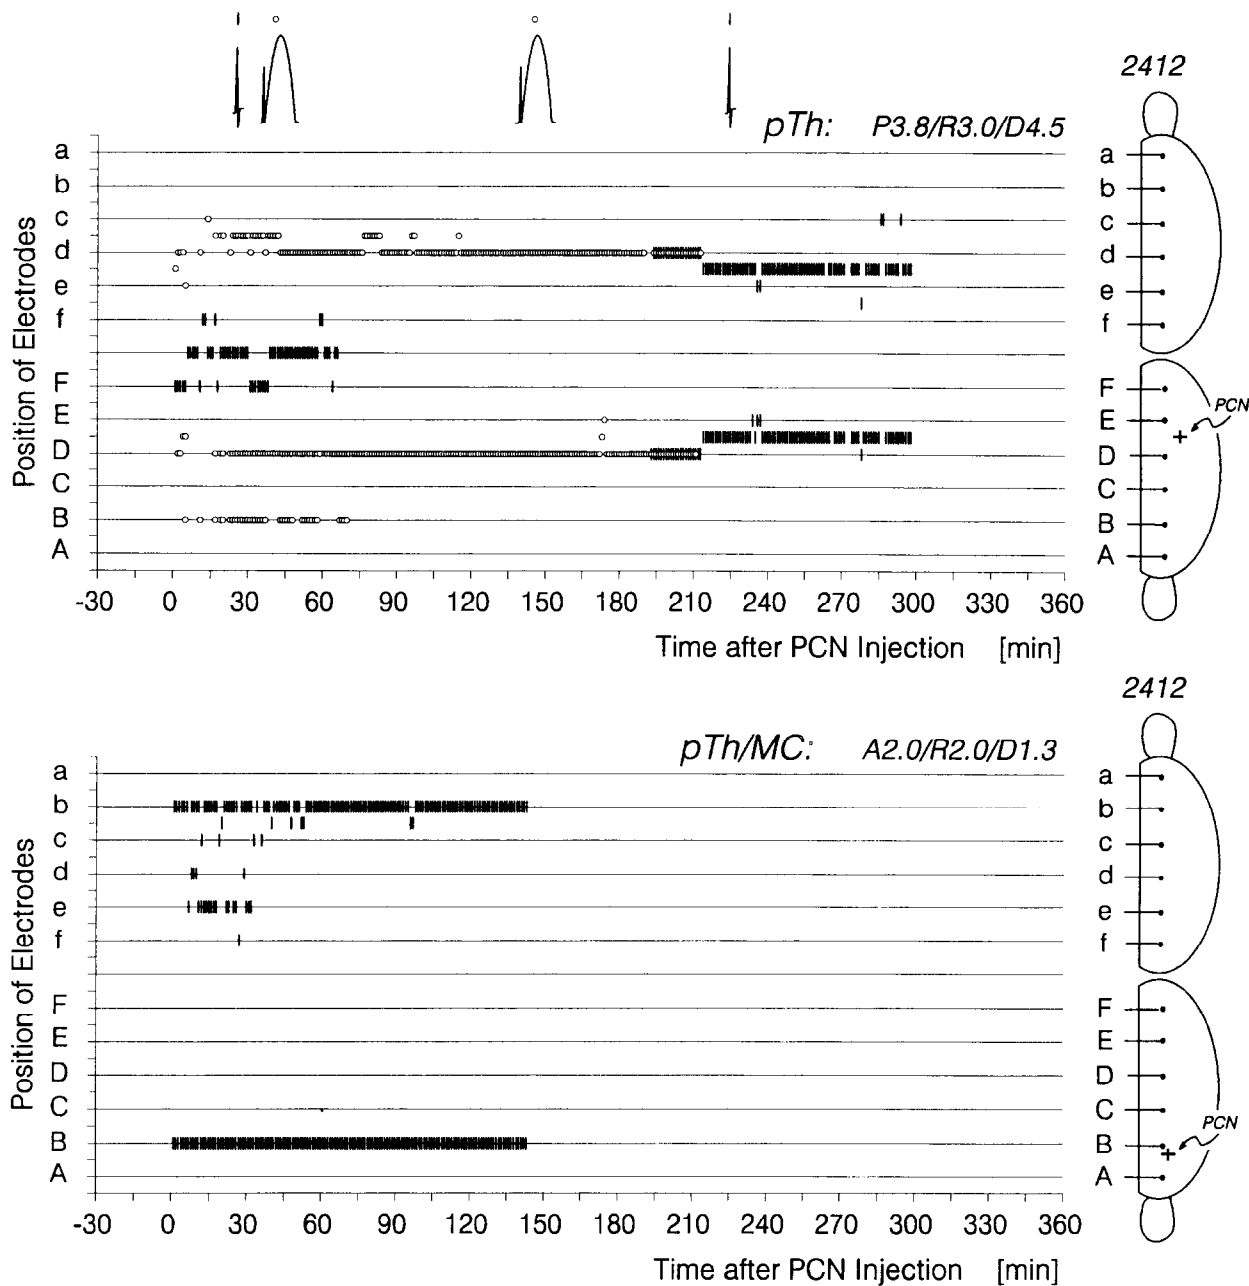 2412
pTh: P3.8/R3.0/D4.5
a
b
c
d
e
f
F
E
D
C
B
A
Position of Electrodes
-30 0 30 60 90 120 150 180 210 240 270 300 330 360
Time after PCN Injection [min]
a
b
c
d
e
f
F
E
D
C
B
A
PCN
2412
pTh/MC: A2.0/R2.0/D1.3
a
b
c
d
e
f
F
E
D
C
B
A
Position of Electrodes
-30 0 30 60 90 120 150 180 210 240 270 300 330 360
Time after PCN Injection [min]
a
b
c
d
e
f
F
E
D
C
B
A
PCN